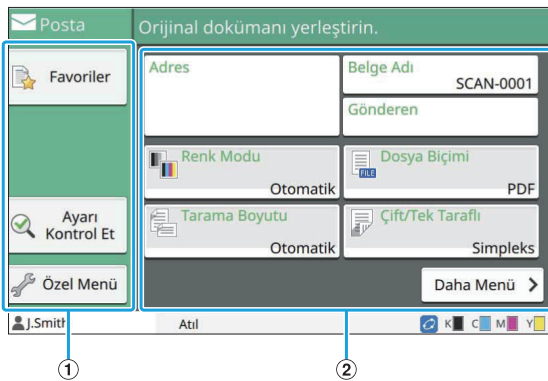 Posta
Orijinal dokümanı yerleştirin.
Favoriler
Ayarı
Kontrol Et
Özel Menü
Adres
Belge Adı
SCAN-0001
Gönderen
Renk Modu
Otomatik
Dosya Biçimi
FILE
PDF
Tarama Boyutu
Otomatik
Çift/Tek Taraflı
Simpleks
Daha Menü
J.Smith
Atıl
K C M Y
1
2